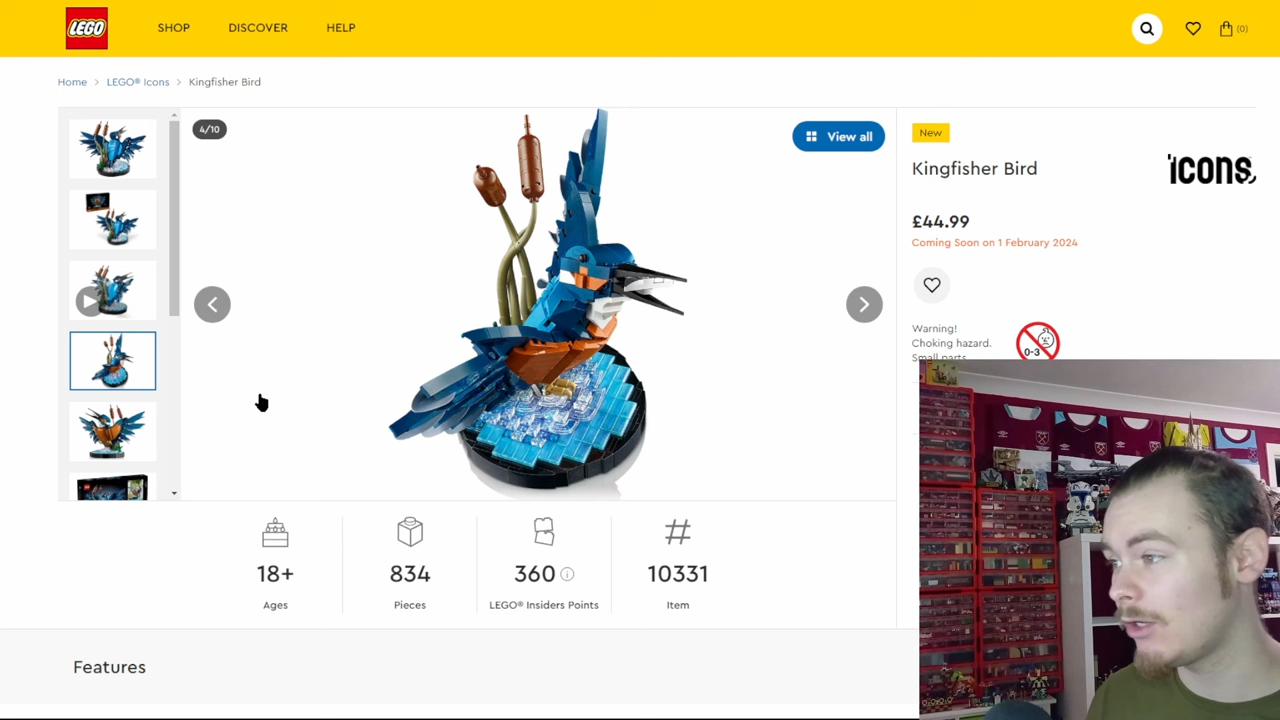 LEGO
SHOP
DISCOVER
HELP
(0)
Home > LEGO® Icons > Kingfisher Bird
4/10
View all
New
Kingfisher Bird
icons
£44.99
Coming Soon on 1 February 2024
Warning!
Choking hazard.
Small parts
0-3
18+
Ages
834
Pieces
360
LEGO® Insiders Points
#
10331
Item
Features